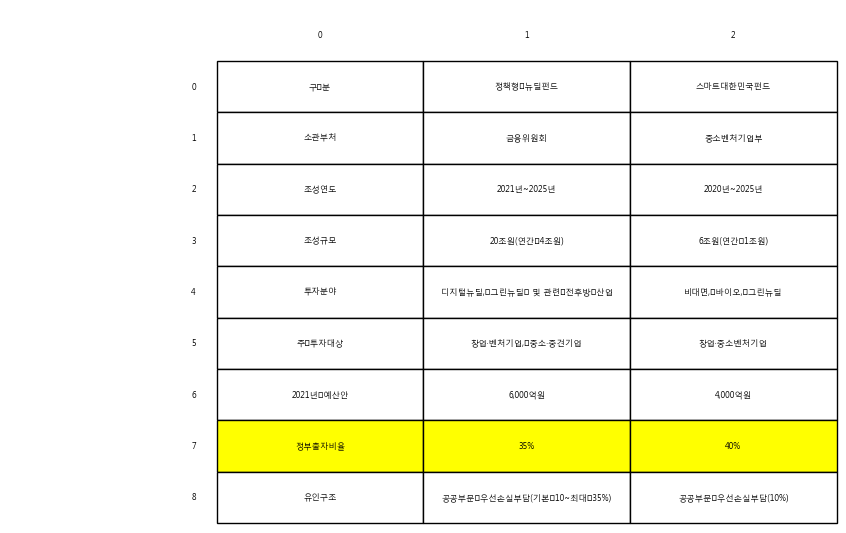 0 1 2
0 구 분 정책형 뉴딜펀드 스마트대한민국펀드
1 소관부처 금융위원회 중소벤처기업부
2 조성연도 2021년~2025년 2020년~2025년
3 조성규모 20조원(연간 4조원) 6조원(연간 1조원)
4 투자분야 디지털뉴딜, 그린뉴딜 및 관련 전후방 산업 비대면, 바이오, 그린뉴딜
5 주 투자대상 창업·벤처기업, 중소·중견기업 창업·중소벤처기업
6 2021년 예산안 6,000억원 4,000억원
7 정부출자비율 35% 40%
8 유인구조 공공부문 우선손실부담(기본 10~최대 35%) 공공부문 우선손실부담(10%)